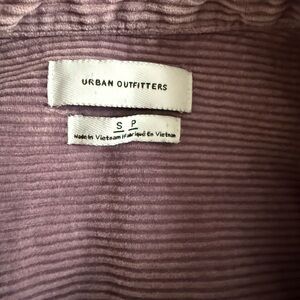 URBAN OUTFITTERS
S P
Made in Vietnam/Fabriqué En Vietnam